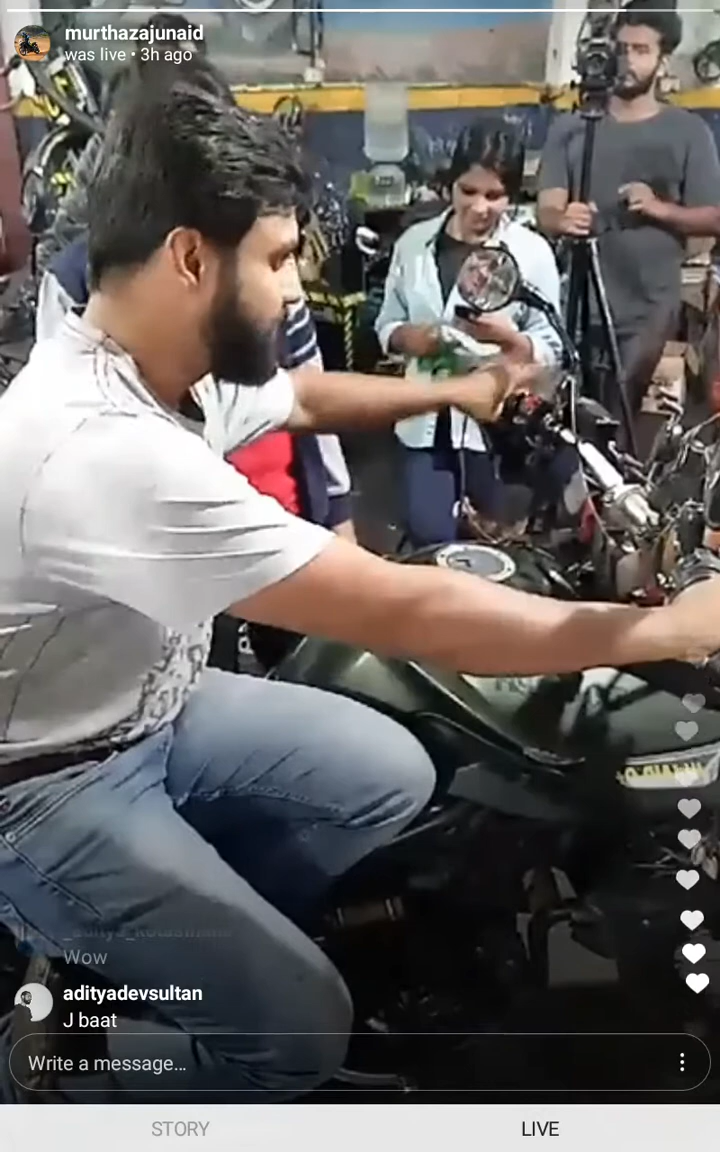 murthazajunaid
was live • 3h ago
Wow
adityadevsultan
J baat
Write a message...
STORY
LIVE